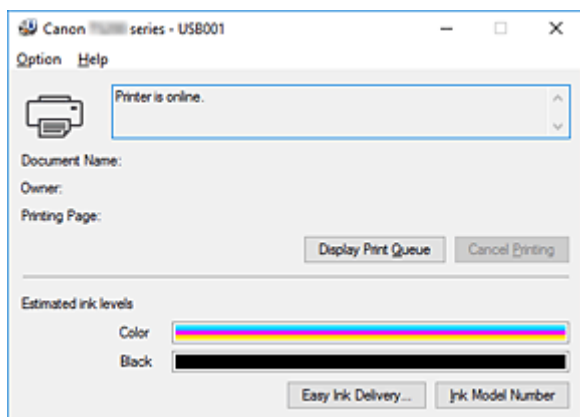 Canon series - USB001
Option Help
Printer is online.
Document Name:
Owner:
Printing Page:
Display Print Queue Cancel Printing
Estimated ink levels
Color
Black
Easy Ink Delivery... Ink Model Number